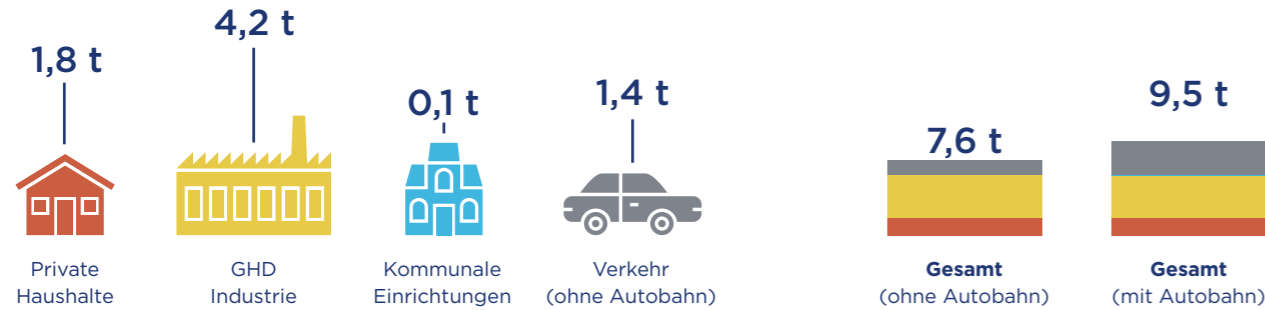 1,8 t
4,2 t
0,1 t
1,4 t
7,6 t
9,5 t
Private
Haushalte
GHD
Industrie
Kommunale
Einrichtungen
Verkehr
(ohne Autobahn)
Gesamt
(ohne Autobahn)
Gesamt
(mit Autobahn)